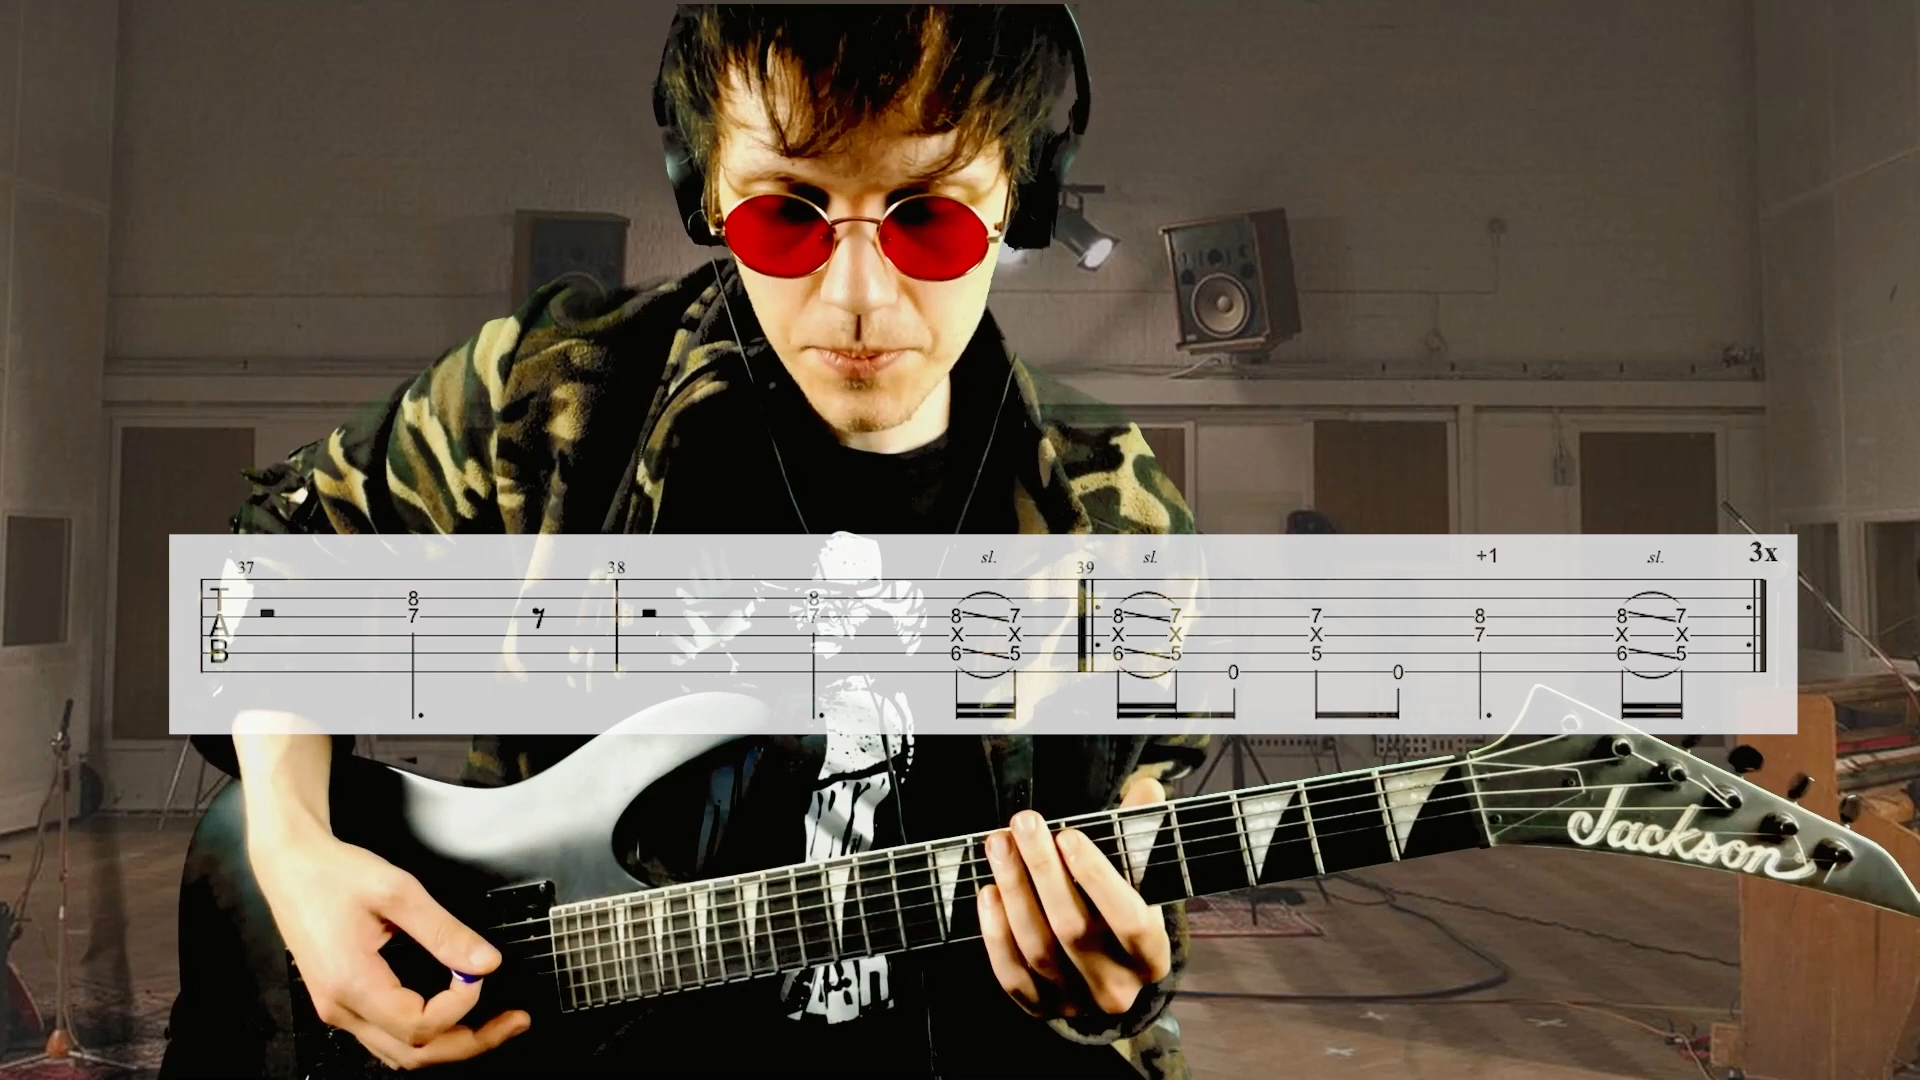 37 38 sl. 39 sl. +1 sl. 3x
T 8 8
A 7 7 8 7 8 7 7 8 8 7
X X X X X 7 X X
B 6 5 6 5 5 6 5
0 0
Jackson